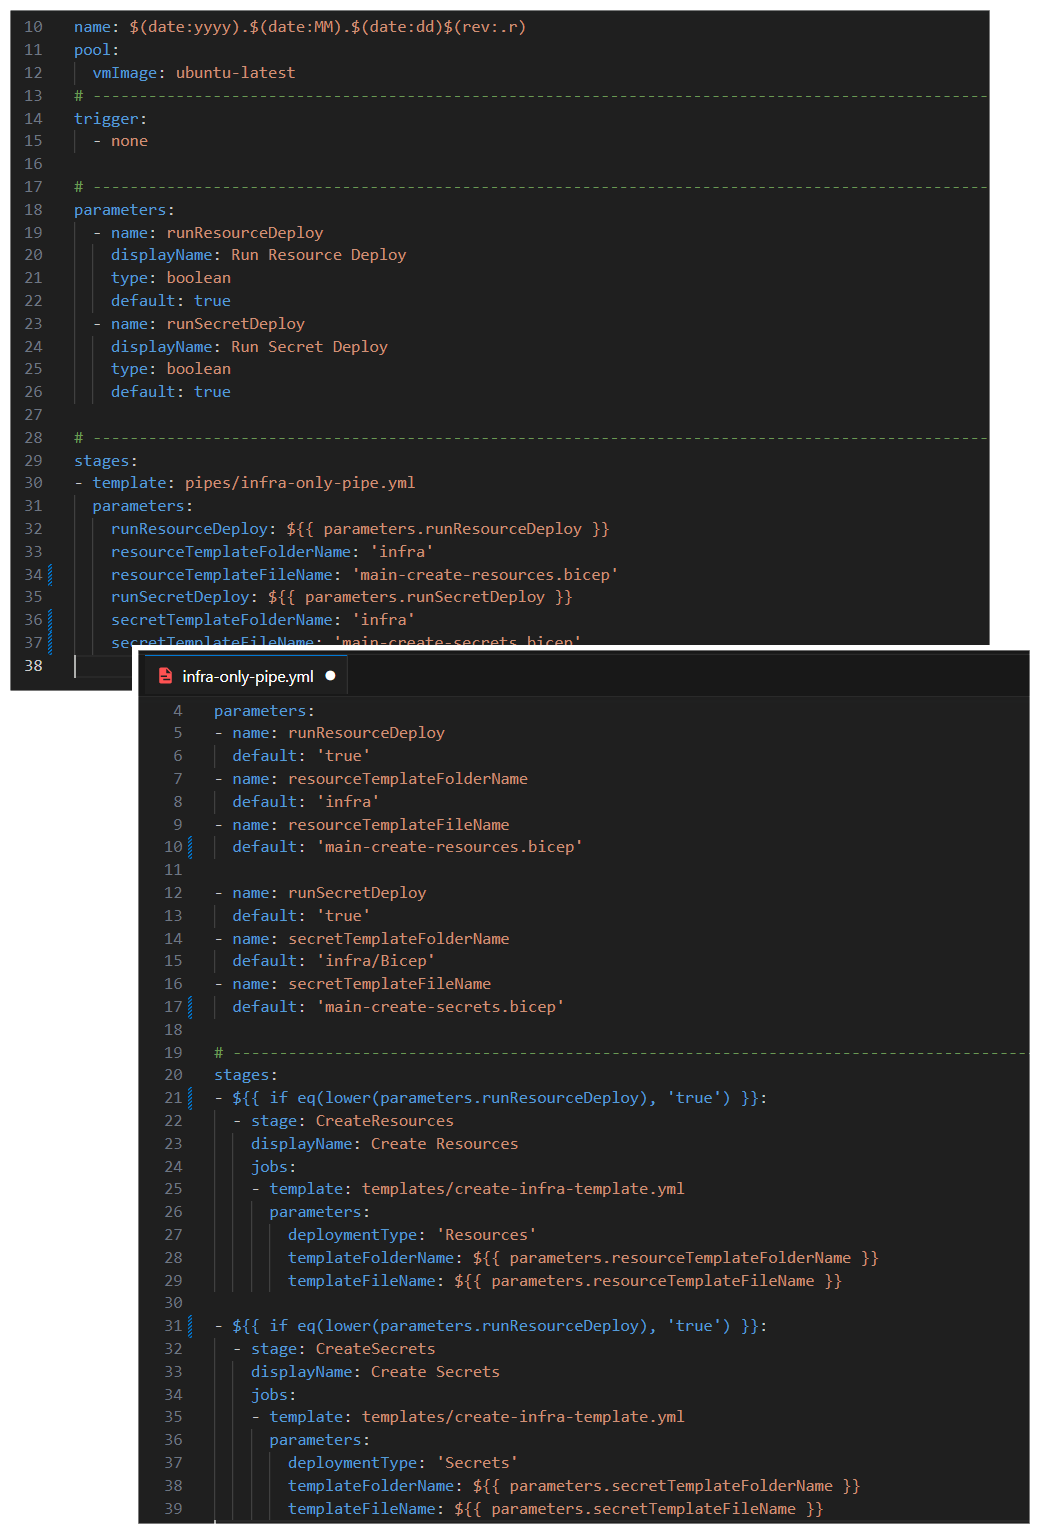 10 name: $(date:yyyy).$(date:MM).$(date:dd)$(rev:.r)
11 pool:
12   vmImage: ubuntu-latest
13 # --------------------------------------------------------------------------------------------------
14 trigger:
15   - none
16
17 # --------------------------------------------------------------------------------------------------
18 parameters:
19   - name: runResourceDeploy
20     displayName: Run Resource Deploy
21     type: boolean
22     default: true
23   - name: runSecretDeploy
24     displayName: Run Secret Deploy
25     type: boolean
26     default: true
27
28 # --------------------------------------------------------------------------------------------------
29 stages:
30 - template: pipes/infra-only-pipe.yml
31   parameters:
32     runResourceDeploy: ${{ parameters.runResourceDeploy }}
33     resourceTemplateFolderName: 'infra'
34     resourceTemplateFileName: 'main-create-resources.bicep'
35     runSecretDeploy: ${{ parameters.runSecretDeploy }}
36     secretTemplateFolderName: 'infra'
37     secretTemplateFileName: 'main-create-secrets.bicep'
38
infra-only-pipe.yml
4 parameters:
5 - name: runResourceDeploy
6   default: 'true'
7 - name: resourceTemplateFolderName
8   default: 'infra'
9 - name: resourceTemplateFileName
10   default: 'main-create-resources.bicep'
11
12 - name: runSecretDeploy
13   default: 'true'
14 - name: secretTemplateFolderName
15   default: 'infra/Bicep'
16 - name: secretTemplateFileName
17   default: 'main-create-secrets.bicep'
18
19 # ---------------------------------------------------------------------------------------
20 stages:
21 - ${{ if eq(lower(parameters.runResourceDeploy), 'true') }}:
22   - stage: CreateResources
23     displayName: Create Resources
24     jobs:
25     - template: templates/create-infra-template.yml
26       parameters:
27         deploymentType: 'Resources'
28         templateFolderName: ${{ parameters.resourceTemplateFolderName }}
29         templateFileName: ${{ parameters.resourceTemplateFileName }}
30
31 - ${{ if eq(lower(parameters.runResourceDeploy), 'true') }}:
32   - stage: CreateSecrets
33     displayName: Create Secrets
34     jobs:
35     - template: templates/create-infra-template.yml
36       parameters:
37         deploymentType: 'Secrets'
38         templateFolderName: ${{ parameters.secretTemplateFolderName }}
39         templateFileName: ${{ parameters.secretTemplateFileName }}